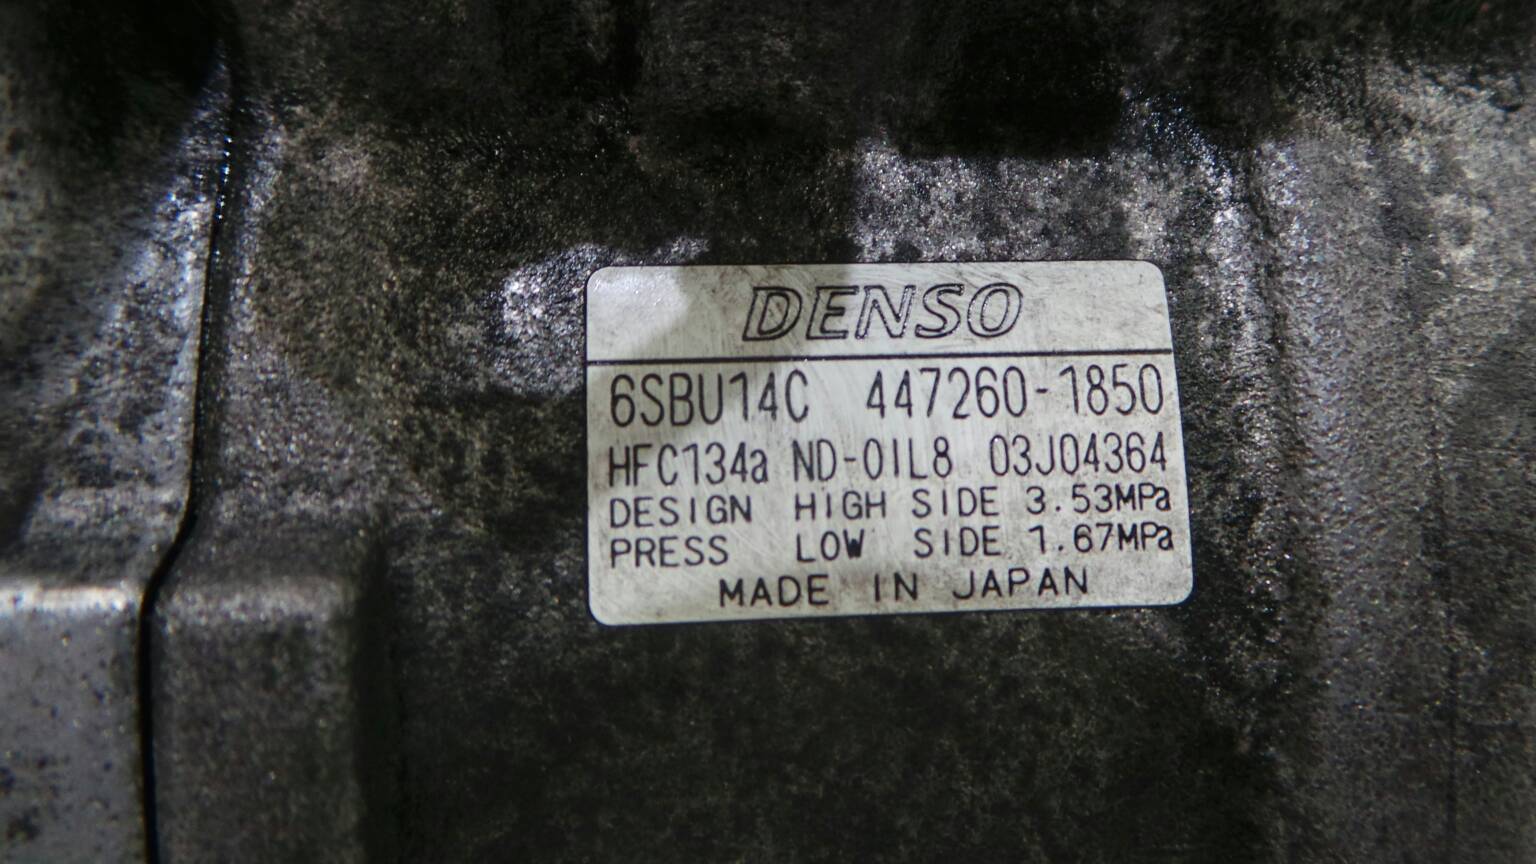 DENSO
6SBU14C 447260-1850
HFC134a ND-OIL8 03J04364
DESIGN HIGH SIDE 3.53MPa
PRESS LOW SIDE 1.67MPa
MADE IN JAPAN